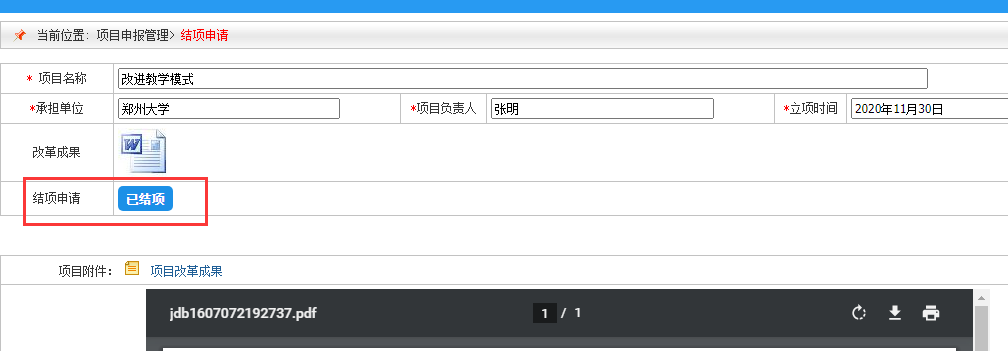 当前位置：项目申报管理> 结项申请
* 项目名称 改进教学模式
*承担单位 郑州大学 *项目负责人 张明 *立项时间 2020年11月30日
改革成果
结项申请 已结项
项目附件： 项目改革成果
jdb1607072192737.pdf 1 / 1